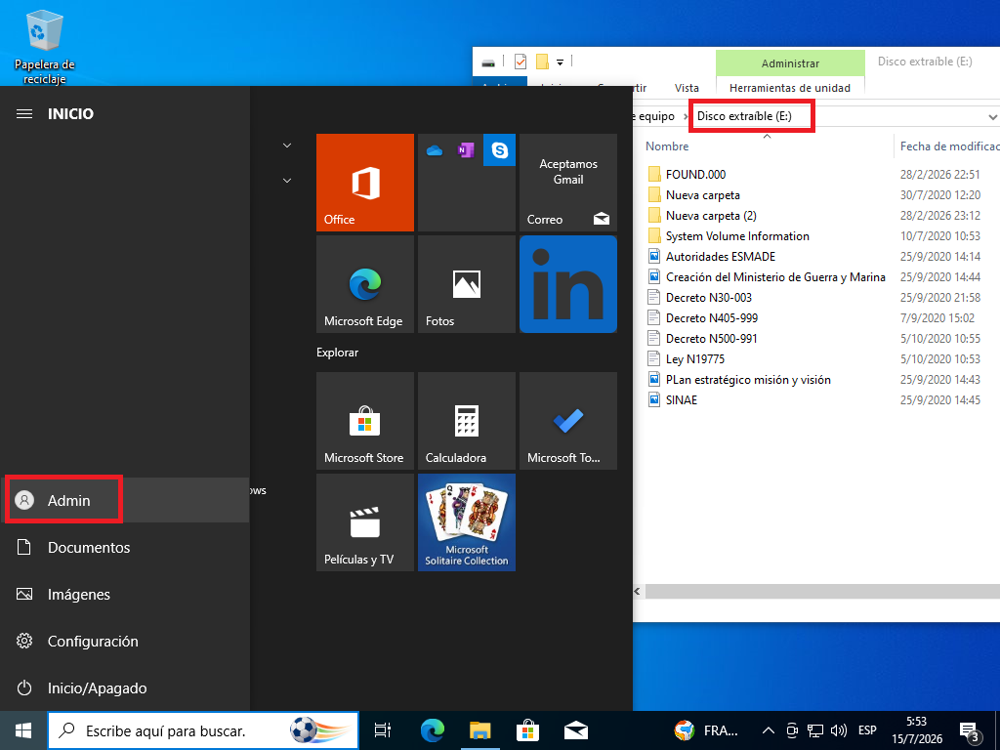 Papelera de
reciclaje
Administrar
Disco extraíble (E:)
Vista
Herramientas de unidad
e equipo
Disco extraíble (E:)
Nombre
Fecha de modificac
FOUND.000
28/2/2026 22:51
Nueva carpeta
30/7/2020 12:20
Nueva carpeta (2)
28/2/2026 23:12
System Volume Information
10/7/2020 10:53
Autoridades ESMADE
25/9/2020 14:14
Creación del Ministerio de Guerra y Marina
25/9/2020 14:44
Decreto N30-003
25/9/2020 21:58
Decreto N405-999
7/9/2020 15:02
Decreto N500-991
5/10/2020 10:55
Ley N19775
5/10/2020 10:53
PLan estratégico misión y visión
25/9/2020 14:43
SINAE
25/9/2020 14:45
INICIO
Office
Aceptamos
Gmail
Correo
Microsoft Edge
Fotos
in
Explorar
Microsoft Store
Calculadora
Microsoft To...
Películas y TV
Microsoft
Solitaire Collection
ows
Admin
Documentos
Imágenes
Configuración
Inicio/Apagado
Escribe aquí para buscar.
FRA...
ESP
5:53
15/7/2026
3